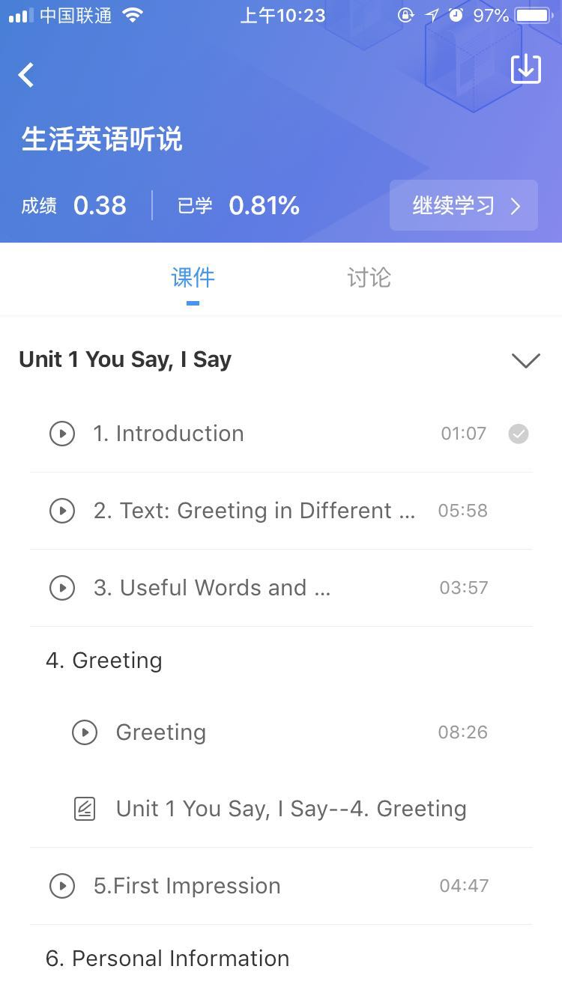 中国联通 上午10:23 97%
生活英语听说
成绩 0.38 已学 0.81% 继续学习
课件 讨论
Unit 1 You Say, I Say
1. Introduction 01:07
2. Text: Greeting in Different ... 05:58
3. Useful Words and ... 03:57
4. Greeting
Greeting 08:26
Unit 1 You Say, I Say--4. Greeting
5.First Impression 04:47
6. Personal Information